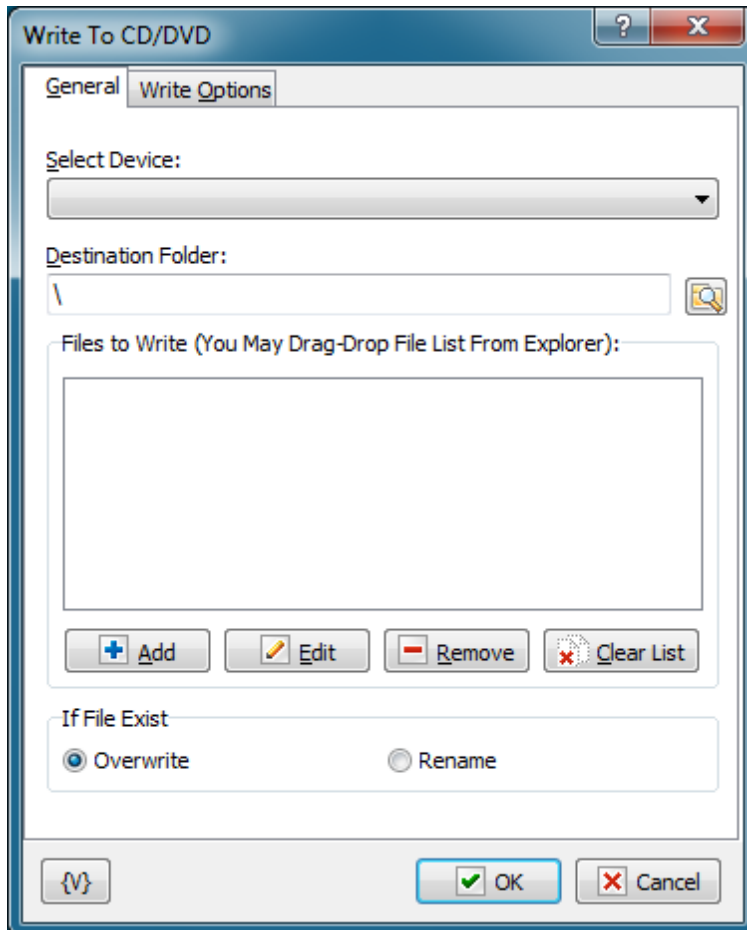 Write To CD/DVD
?
General Write Options
Select Device:
Destination Folder:
\
Files to Write (You May Drag-Drop File List From Explorer):
Add Edit Remove Clear List
If File Exist
Overwrite Rename
{V} OK Cancel